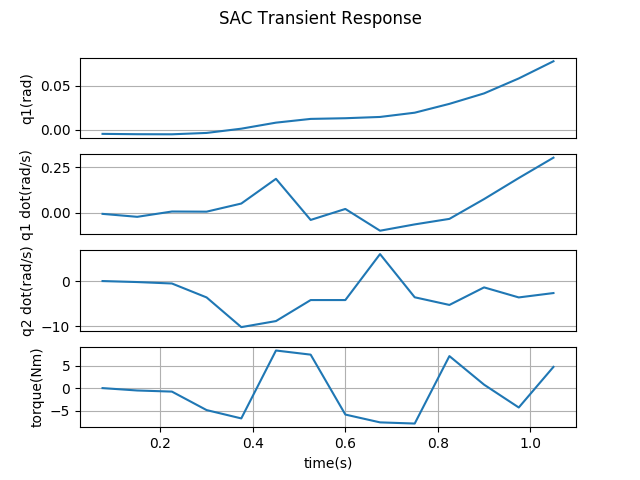 SAC Transient Response
q1(rad)
0.05
0.00
q1 dot(rad/s)
0.25
0.00
q2 dot(rad/s)
0
−10
torque(Nm)
5
0
−5
0.2 0.4 0.6 0.8 1.0
time(s)